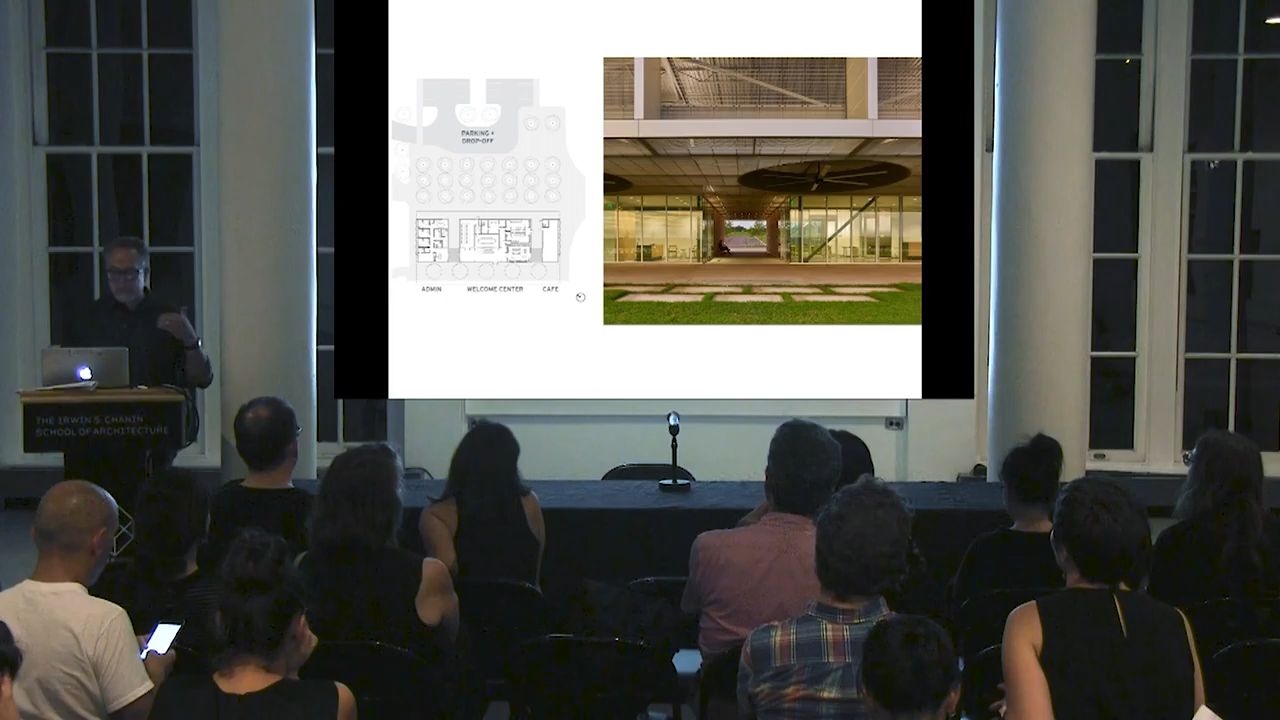 PARKING +
DROP-OFF
ADMIN
WELCOME CENTER
CAFE
THE IRWIN S. CHANIN
SCHOOL OF ARCHITECTURE